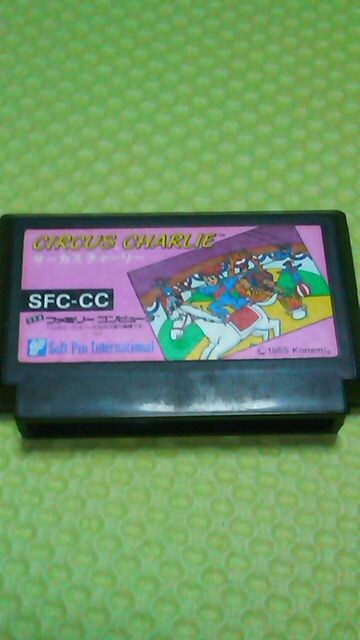 CIRCUS CHARLIE™
サーカスチャーリー
SFC-CC
ファミリー コンピュータ
Soft Pro International
©1985 Konami